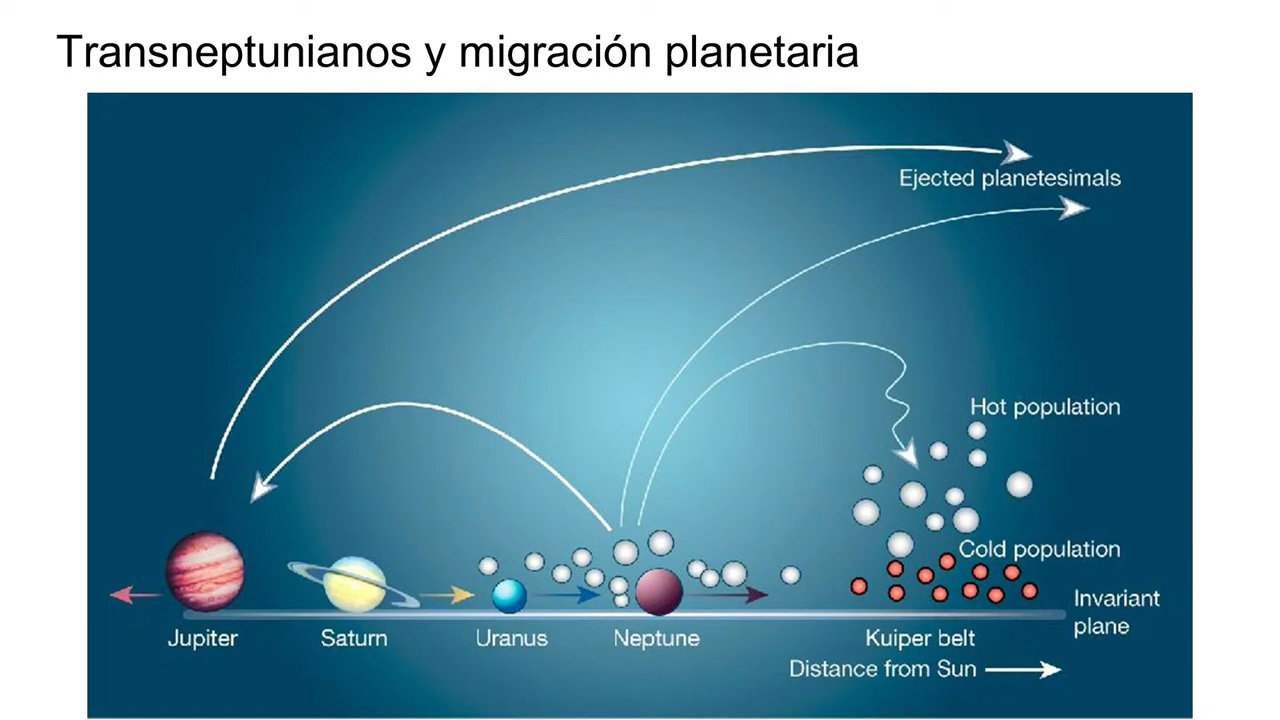 Transneptunianos y migración planetaria
Ejected planetesimals
Hot population
Cold population
Invariant
plane
Jupiter
Saturn
Uranus
Neptune
Kuiper belt
Distance from Sun